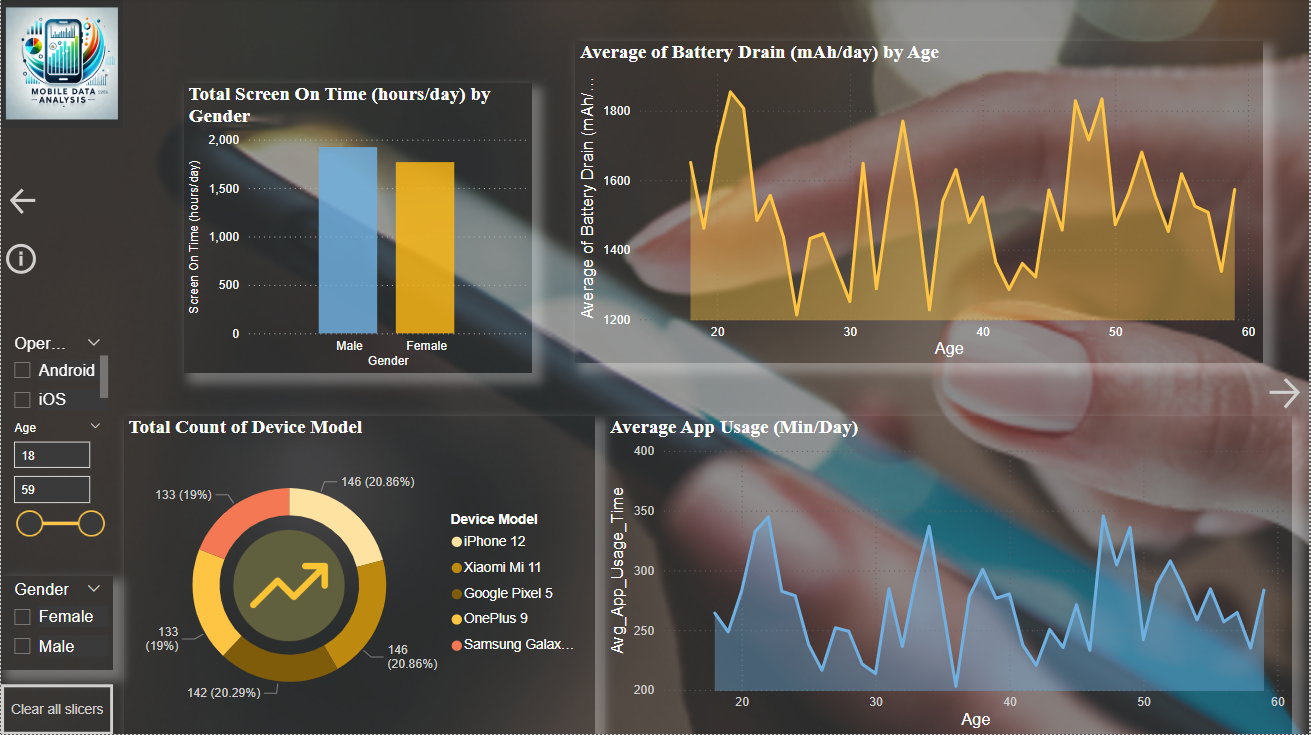 MOBILE DATA
ANALYSIS
Total Screen On Time (hours/day) by
Gender
Screen On Time (hours/day)
2,000
1,500
1,000
500
0
Male Female
Gender
Average of Battery Drain (mAh/day) by Age
Average of Battery Drain (mAh/...
1800
1600
1400
1200
20 30 40 50 60
Age
Oper...
Android
iOS
Age
18
59
Gender
Female
Male
Clear all slicers
Total Count of Device Model
146 (20.86%)
133 (19%)
133
(19%)
142 (20.29%)
146
(20.86%)
Device Model
iPhone 12
Xiaomi Mi 11
Google Pixel 5
OnePlus 9
Samsung Galax...
Average App Usage (Min/Day)
Avg_App_Usage_Time
400
350
300
250
200
20 30 40 50 60
Age